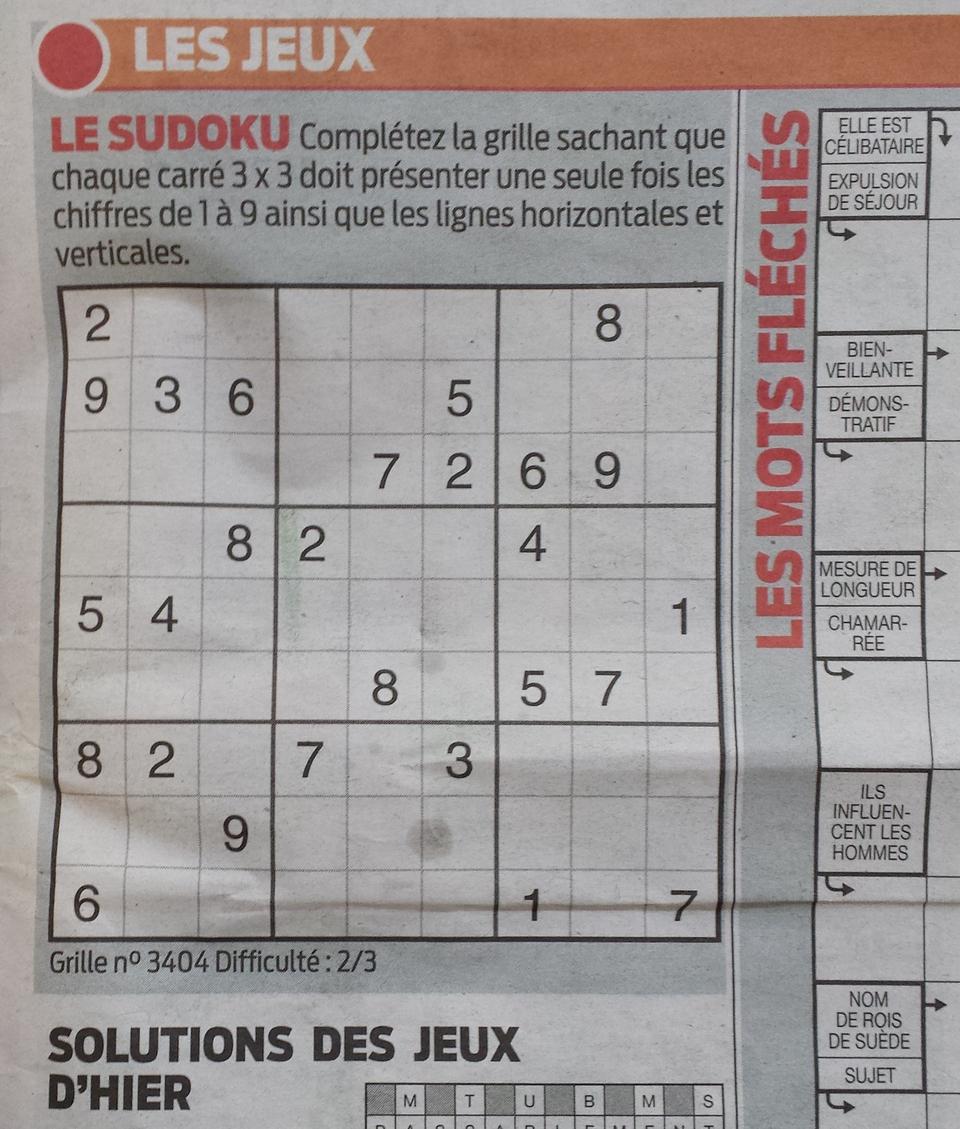 LES JEUX
LE SUDOKU Complétez la grille sachant que
chaque carré 3 x 3 doit présenter une seule fois les
chiffres de 1 à 9 ainsi que les lignes horizontales et
verticales.
2 8
9 3 6 5
7 2 6 9
8 2 4
5 4 1
8 5 7
8 2 7 3
9
6 1 7
Grille nº 3404 Difficulté : 2/3
SOLUTIONS DES JEUX
D'HIER
M T U B M S
LES MOTS FLÉCHÉS
ELLE EST
CÉLIBATAIRE
EXPULSION
DE SÉJOUR
BIEN-
VEILLANTE
DÉMONS-
TRATIF
MESURE DE
LONGUEUR
CHAMAR-
RÉE
ILS
INFLUEN-
CENT LES
HOMMES
NOM
DE ROIS
DE SUÈDE
SUJET